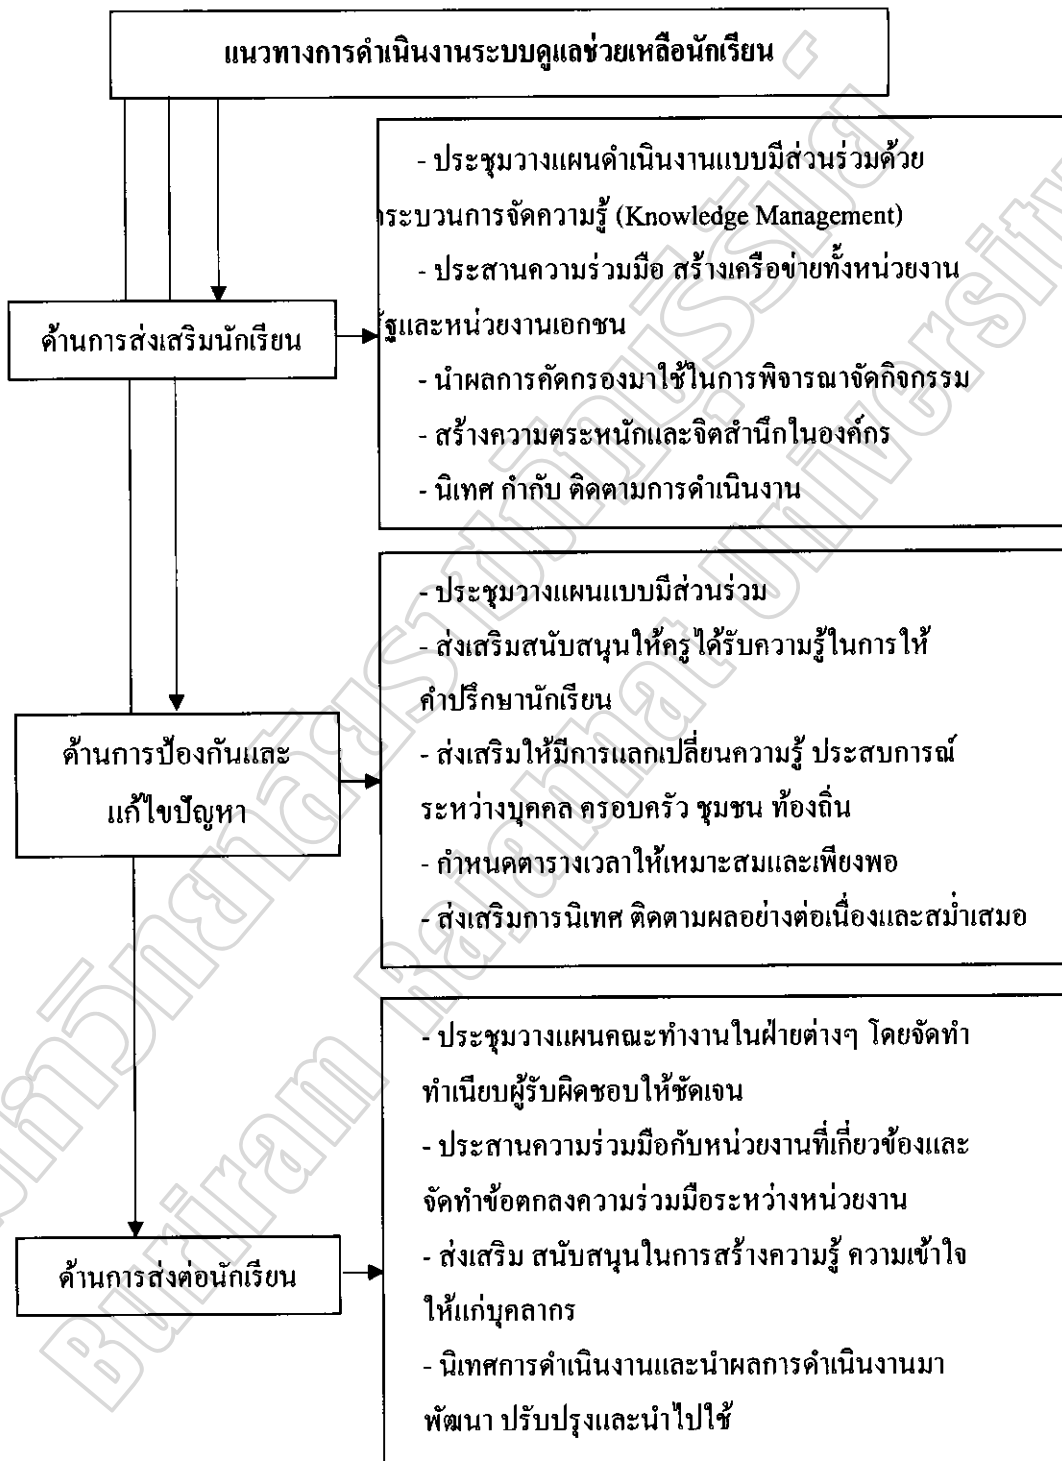 แนวทางการดำเนินงานระบบดูแลช่วยเหลือนักเรียน
- ประชุมวางแผนดำเนินงานแบบมีส่วนร่วมด้วย
กระบวนการจัดความรู้ (Knowledge Management)
- ประสานความร่วมมือ สร้างเครือข่ายทั้งหน่วยงาน
รัฐและหน่วยงานเอกชน
- นำผลการคัดกรองมาใช้ในการพิจารณาจัดกิจกรรม
- สร้างความตระหนักและจิตสำนึกในองค์กร
- นิเทศ กำกับ ติดตามการดำเนินงาน
ด้านการส่งเสริมนักเรียน
- ประชุมวางแผนแบบมีส่วนร่วม
- ส่งเสริมสนับสนุนให้ครูได้รับความรู้ในการให้
คำปรึกษานักเรียน
- ส่งเสริมให้มีการแลกเปลี่ยนความรู้ ประสบการณ์
ระหว่างบุคคล ครอบครัว ชุมชน ท้องถิ่น
- กำหนดตารางเวลาให้เหมาะสมและเพียงพอ
- ส่งเสริมการนิเทศ ติดตามผลอย่างต่อเนื่องและสม่ำเสมอ
ด้านการป้องกันและ
แก้ไขปัญหา
- ประชุมวางแผนคณะทำงานในฝ่ายต่างๆ โดยจัดทำ
ทำเนียบผู้รับผิดชอบให้ชัดเจน
- ประสานความร่วมมือกับหน่วยงานที่เกี่ยวข้องและ
จัดทำข้อตกลงความร่วมมือระหว่างหน่วยงาน
- ส่งเสริม สนับสนุนในการสร้างความรู้ ความเข้าใจ
ให้แก่บุคลากร
- นิเทศการดำเนินงานและนำผลการดำเนินงานมา
พัฒนา ปรับปรุงและนำไปใช้
ด้านการส่งต่อนักเรียน
Buriram Rajabhat University